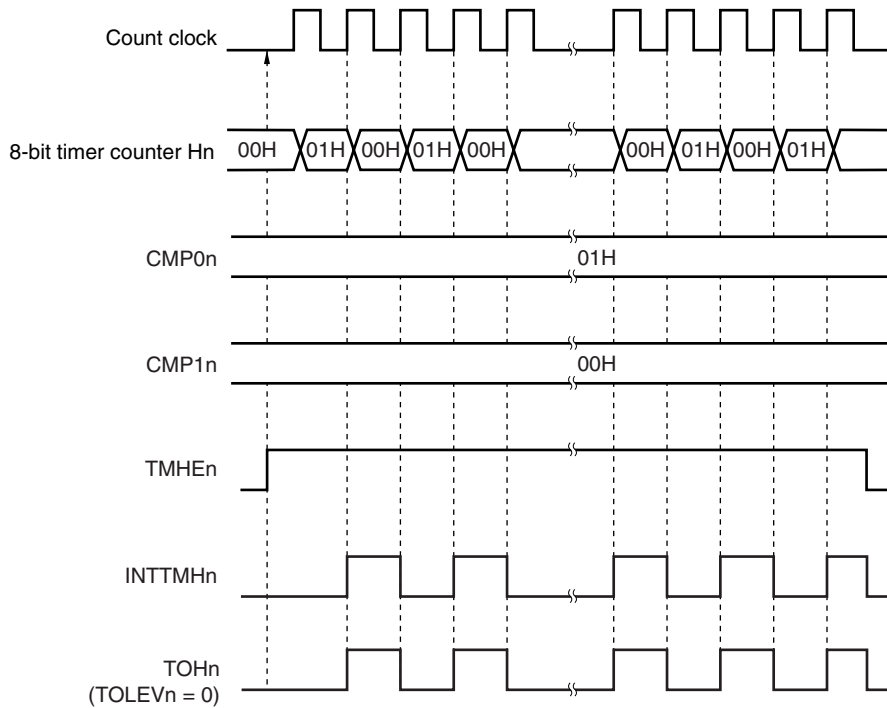 Count clock
8-bit timer counter Hn 00H 01H 00H 01H 00H 00H 01H 00H 01H
CMP0n 01H
CMP1n 00H
TMHEn
INTTMHn
TOHn
(TOLEVn = 0)